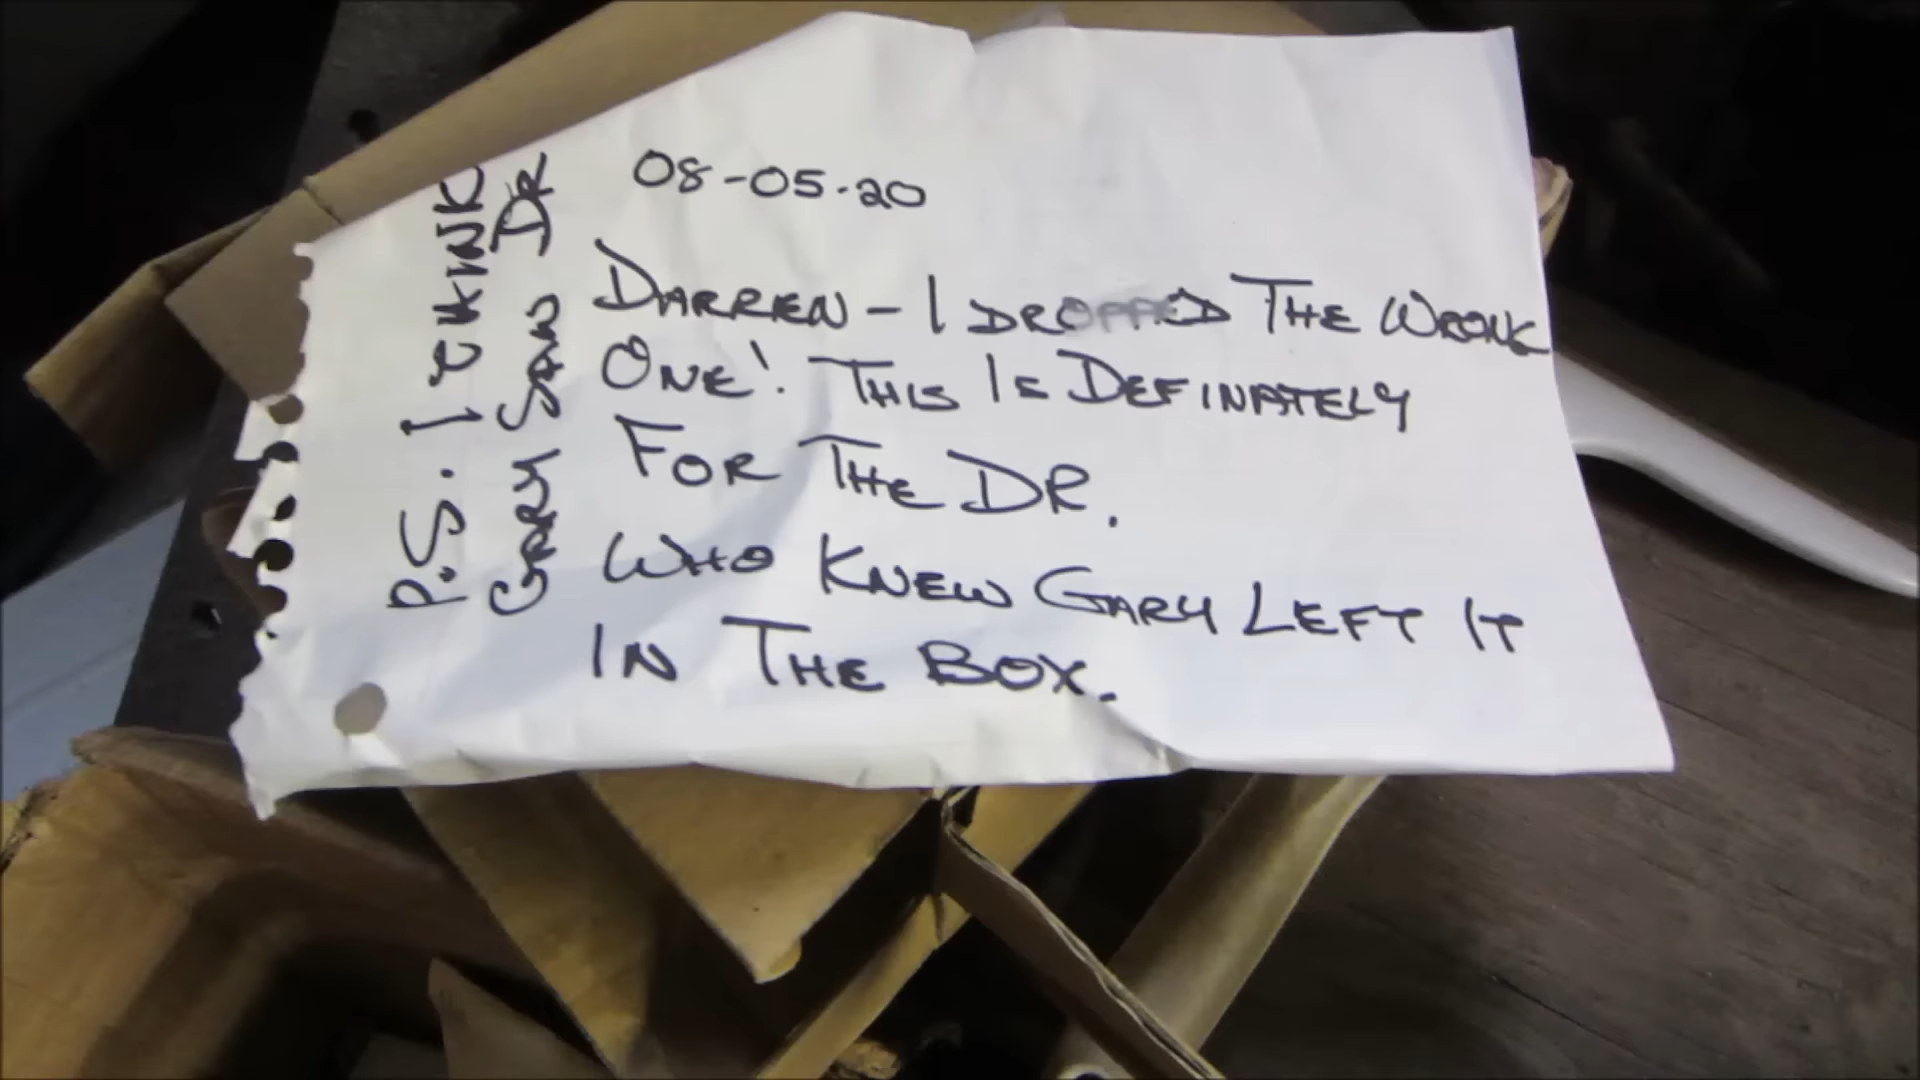 08-05-20
DARREN - I DROPPED THE WRONG
ONE! THIS IS DEFINATELY
FOR THE DR.
WHO KNEW GARY LEFT IT
IN THE BOX.
P.S. I THINK
GARY SAW DR